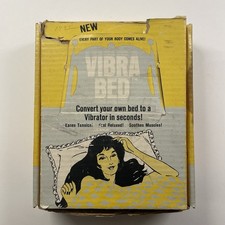 NEW
EVERY PART OF YOUR BODY COMES ALIVE!
VIBRA
BED
Convert your own bed to a
Vibrator in seconds!
Eases Tension! Feel Relaxed! Soothes Muscles!